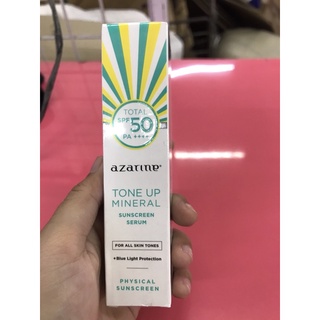 TOTAL
SPF 50
PA ++++
azarine
TONE UP
MINERAL
SUNSCREEN
SERUM
FOR ALL SKIN TONES
+Blue Light Protection
PHYSICAL
SUNSCREEN